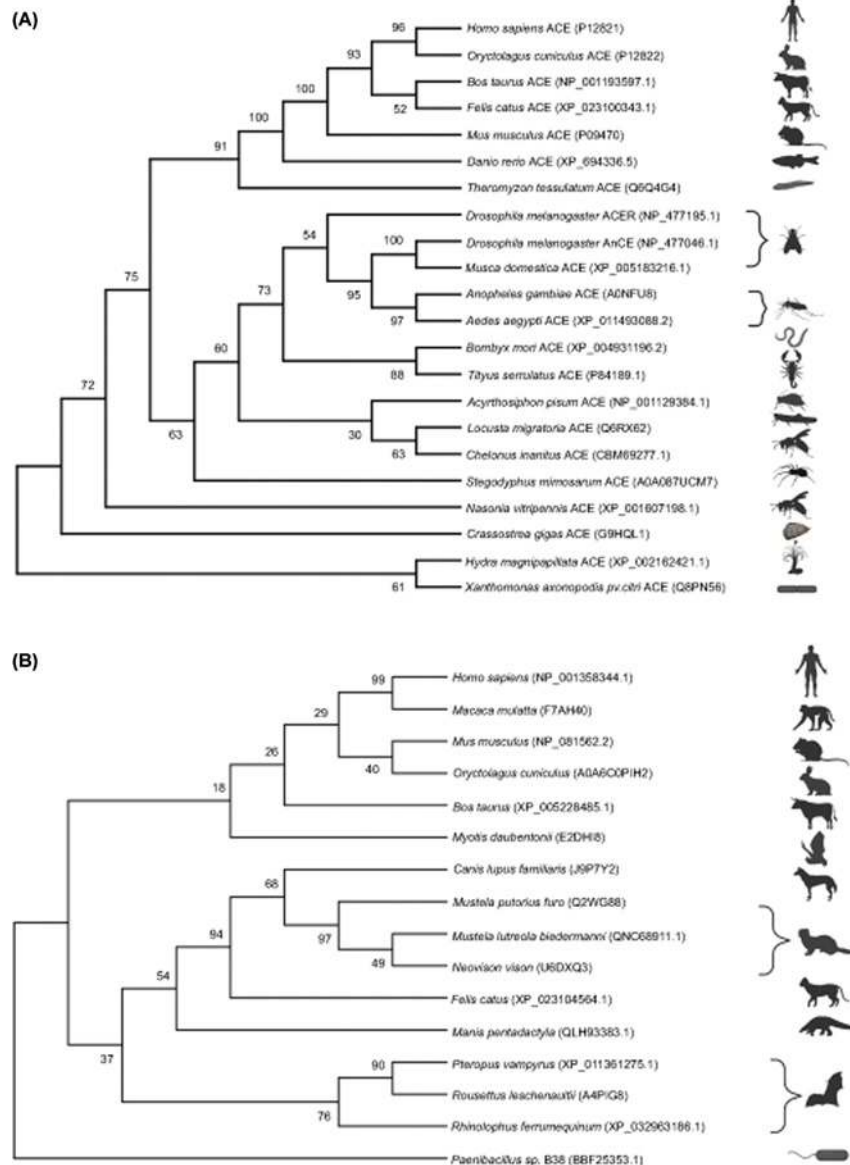 (A)
96
Homo sapiens ACE (P12821)
93
Oryctolagus cuniculus ACE (P12822)
100
Bos taurus ACE (NP_001193597.1)
52
Felis catus ACE (XP_023100343.1)
100
Mus musculus ACE (P09470)
91
Danio rerio ACE (XP_694336.5)
Theromyzon tessulatum ACE (Q6Q4G4)
Drosophila melanogaster ACER (NP_477195.1)
54
100
Drosophila melanogaster AnCE (NP_477046.1)
Musca domestica ACE (XP_005183216.1)
75
73
95
Anopheles gambiae ACE (A0NFU8)
97
Aedes aegypti ACE (XP_011493088.2)
60
Bombyx mori ACE (XP_004931196.2)
88
Tityus serrulatus ACE (P84189.1)
72
Acyrthosiphon pisum ACE (NP_001129384.1)
63
30
Locusta migratoria ACE (Q6RX62)
63
Chelonus inanitus ACE (CBM69277.1)
Stegodyphus mimosarum ACE (A0A087UCM7)
Nasonia vitripennis ACE (XP_001607198.1)
Crassostrea gigas ACE (G9HQL1)
Hydra magnipapillata ACE (XP_002162421.1)
61
Xanthomonas axonopodis pv.citri ACE (Q8PN56)
(B)
99
Homo sapiens (NP_001358344.1)
29
Macaca mulatta (F7AH40)
26
Mus musculus (NP_081562.2)
40
Oryctolagus cuniculus (A0A6C0PIH2)
18
Bos taurus (XP_005228485.1)
Myotis daubentonii (E2DHI8)
Canis lupus familiaris (J9P7Y2)
68
Mustela putorius furo (Q2WG88)
94
97
Mustela lutreola biedermanni (QNC68911.1)
49
Neovison vison (U6DXQ3)
54
Felis catus (XP_023104564.1)
37
Manis pentadactyla (QLH93383.1)
90
Pteropus vampyrus (XP_011361275.1)
Rousettus leschenaultii (A4PIG8)
76
Rhinolophus ferrumequinum (XP_032963186.1)
Paenibacillus sp. B38 (BBF25353.1)